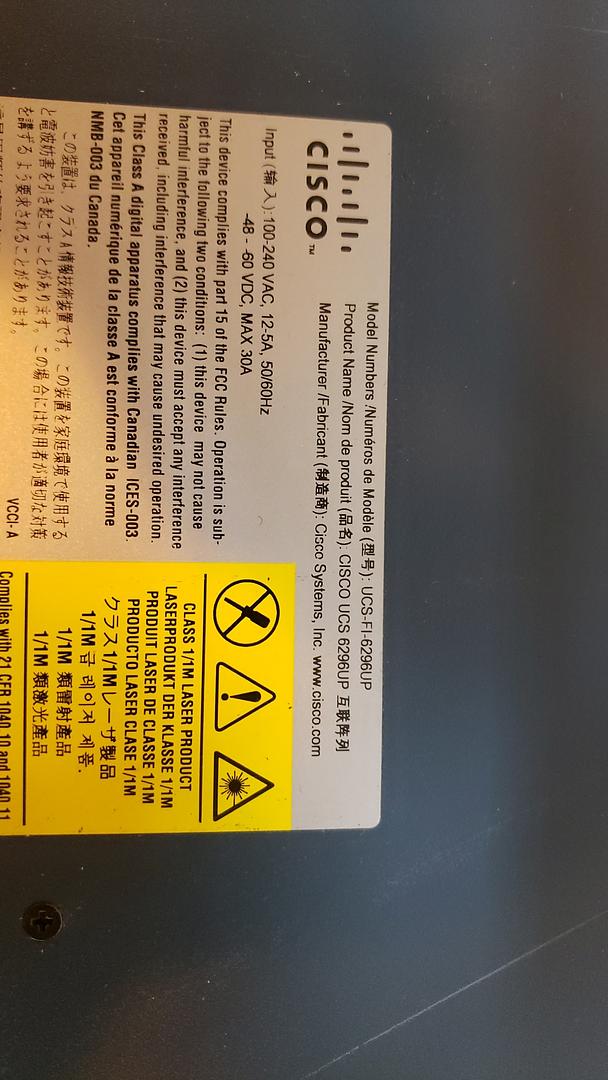 CISCO™
Model Numbers /Numéros de Modèle (型号): UCS-FI-6296UP
Product Name /Nom de produit (品名): CISCO UCS 6296UP 互联阵列
Manufacturer /Fabricant (制造商): Cisco Systems, Inc. www.cisco.com
Input (输入): 100-240 VAC, 12-5A, 50/60Hz
-48 - -60 VDC, MAX 30A
This device complies with part 15 of the FCC Rules. Operation is sub-
ject to the following two conditions: (1) this device may not cause
harmful interference, and (2) this device must accept any interference
received, including interference that may cause undesired operation.
This Class A digital apparatus complies with Canadian ICES-003.
Cet appareil numérique de la classe A est conforme à la norme
NMB-003 du Canada.
この装置は、クラスA情報技術装置です。この装置を家庭環境で使用する
と電波妨害を引き起こすことがあります。この場合には使用者が適切な対策
を講ずるよう要求されることがあります。
VCCI-A
CLASS 1/1M LASER PRODUCT
LASERPRODUKT DER KLASSE 1/1M
PRODUIT LASER DE CLASSE 1/1M
PRODUCTO LASER CLASE 1/1M
クラス 1/1M レーザ製品
1/1M 급 레이저 제품.
1/1M 類雷射產品
1/1M 類激光產品
Complies with 21 CFR 1040.10 and 1040.11